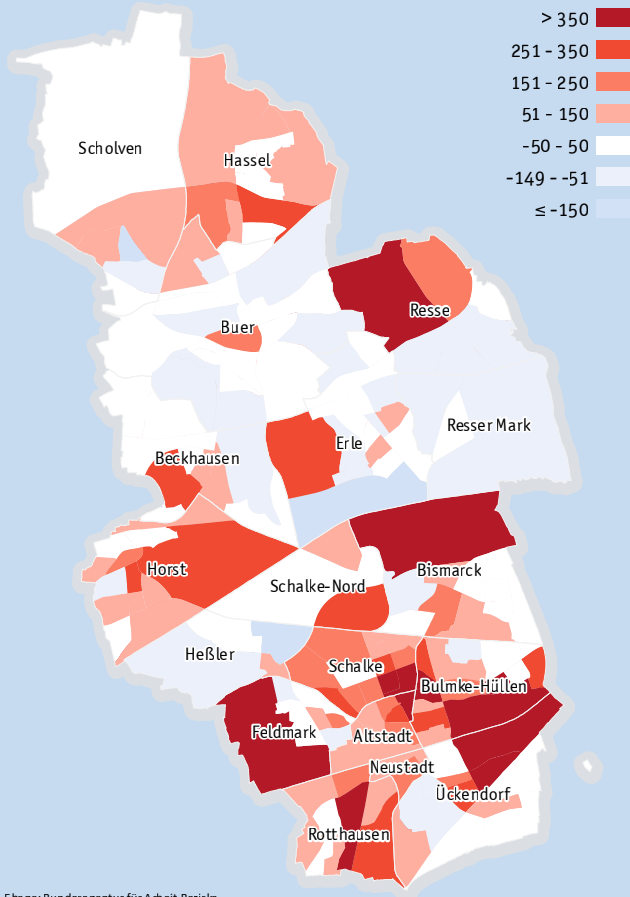 > 350
251 - 350
151 - 250
51 - 150
-50 - 50
-149 - -51
≤ -150
Scholven
Hassel
Resse
Buer
Resser Mark
Erle
Beckhausen
Horst
Bismarck
Schalke-Nord
Heßler
Schalke
Bulmke-Hüllen
Feldmark
Altstadt
Neustadt
Ückendorf
Rotthausen